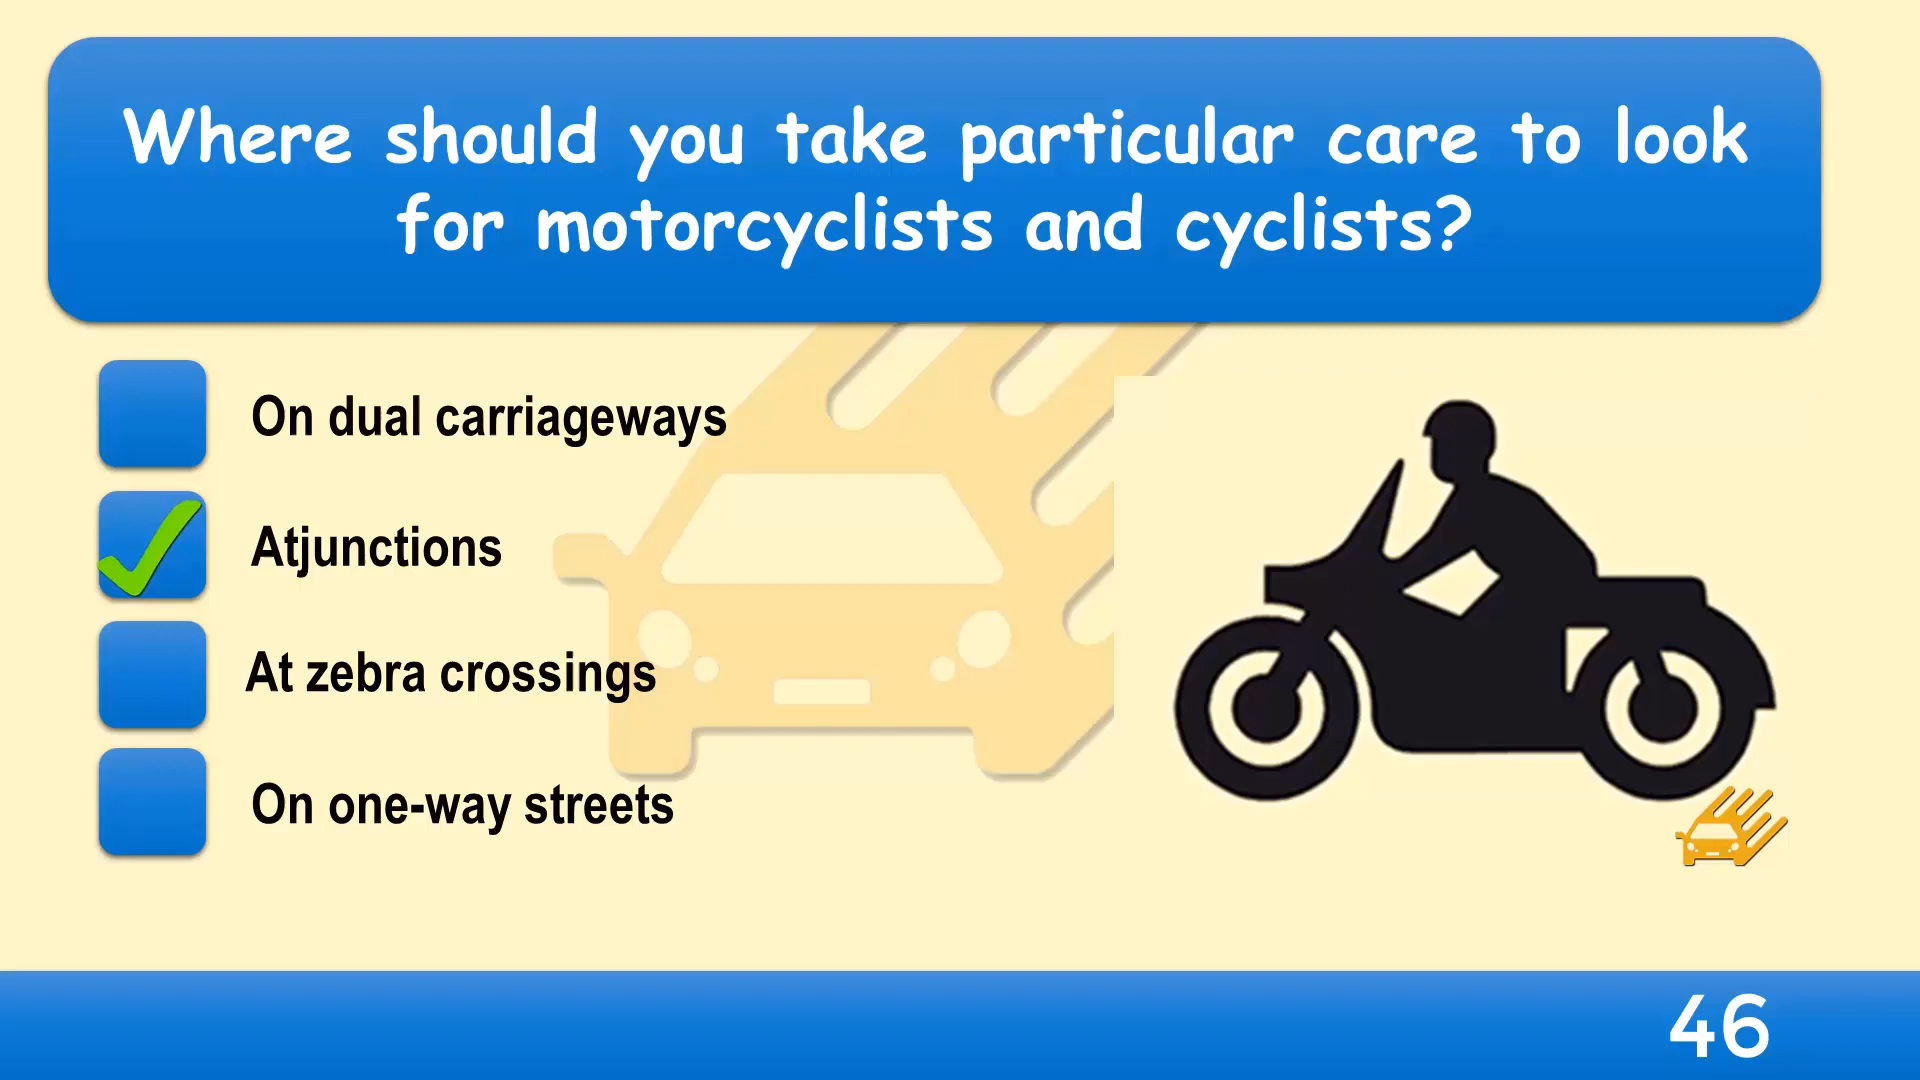 Where should you take particular care to look
for motorcyclists and cyclists?
On dual carriageways
Atjunctions
At zebra crossings
On one-way streets
46